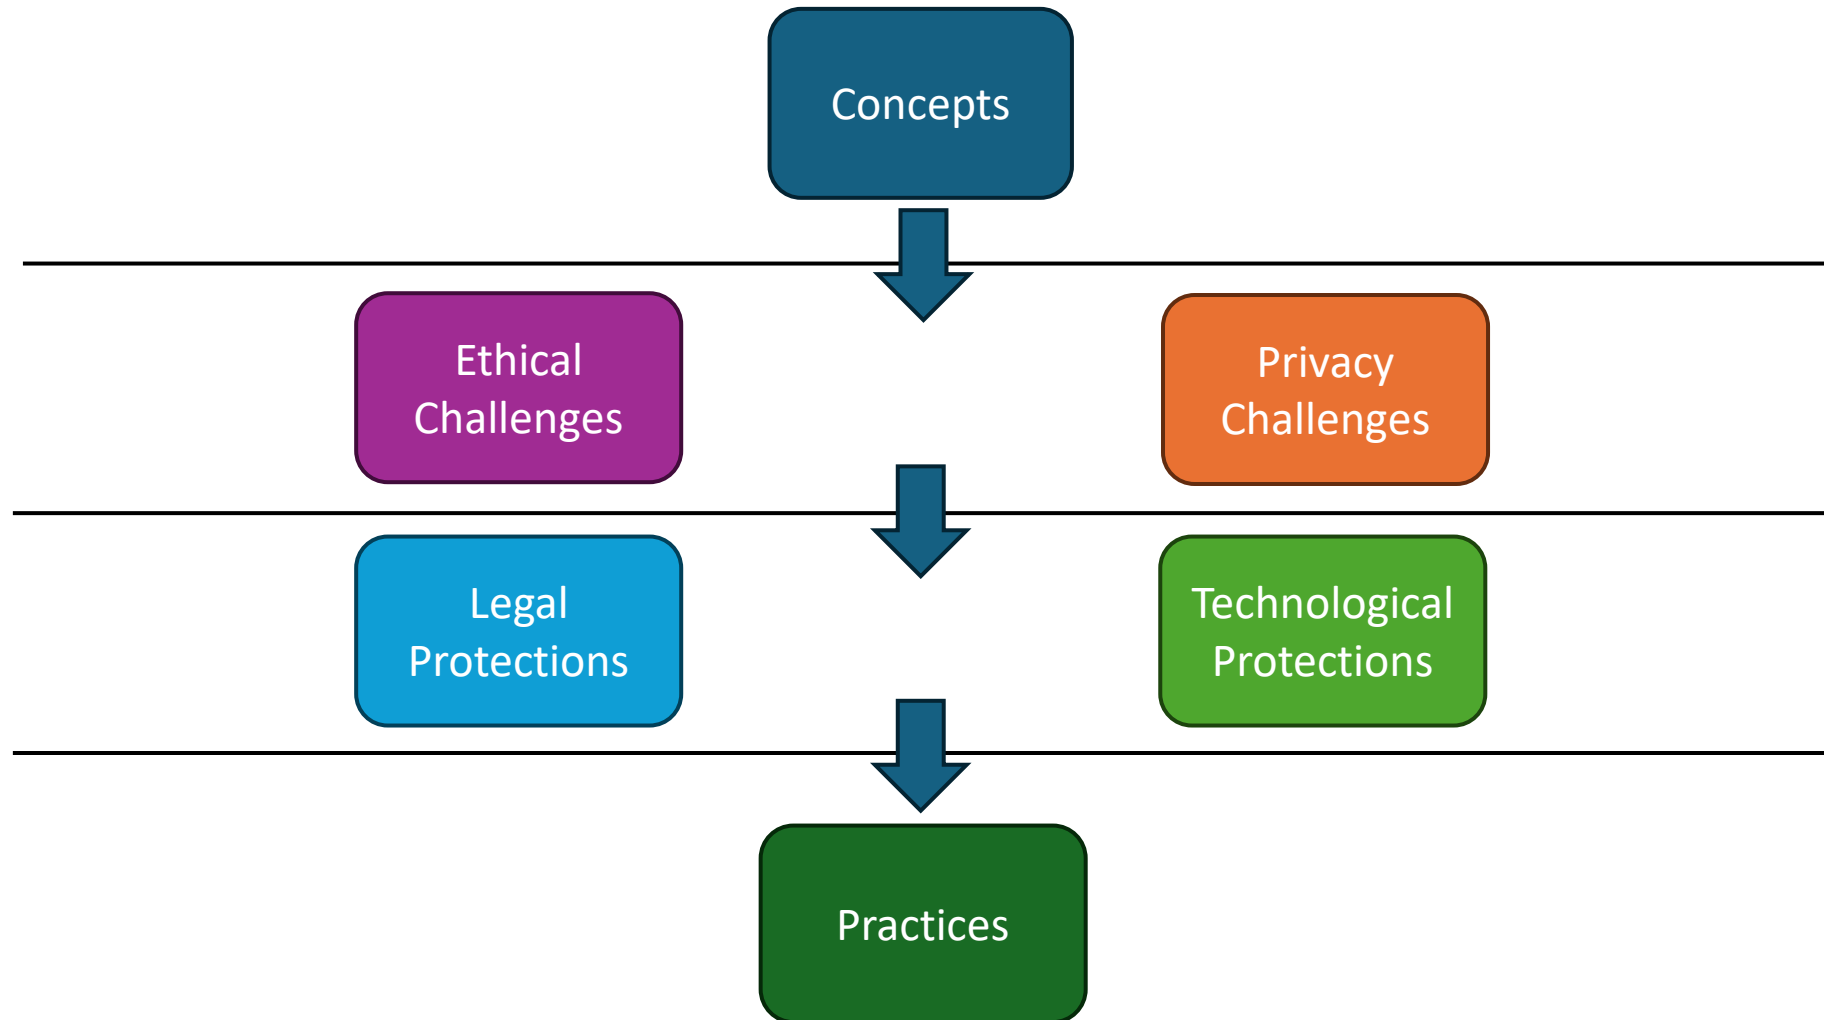 Concepts
Ethical
Challenges
Privacy
Challenges
Legal
Protections
Technological
Protections
Practices